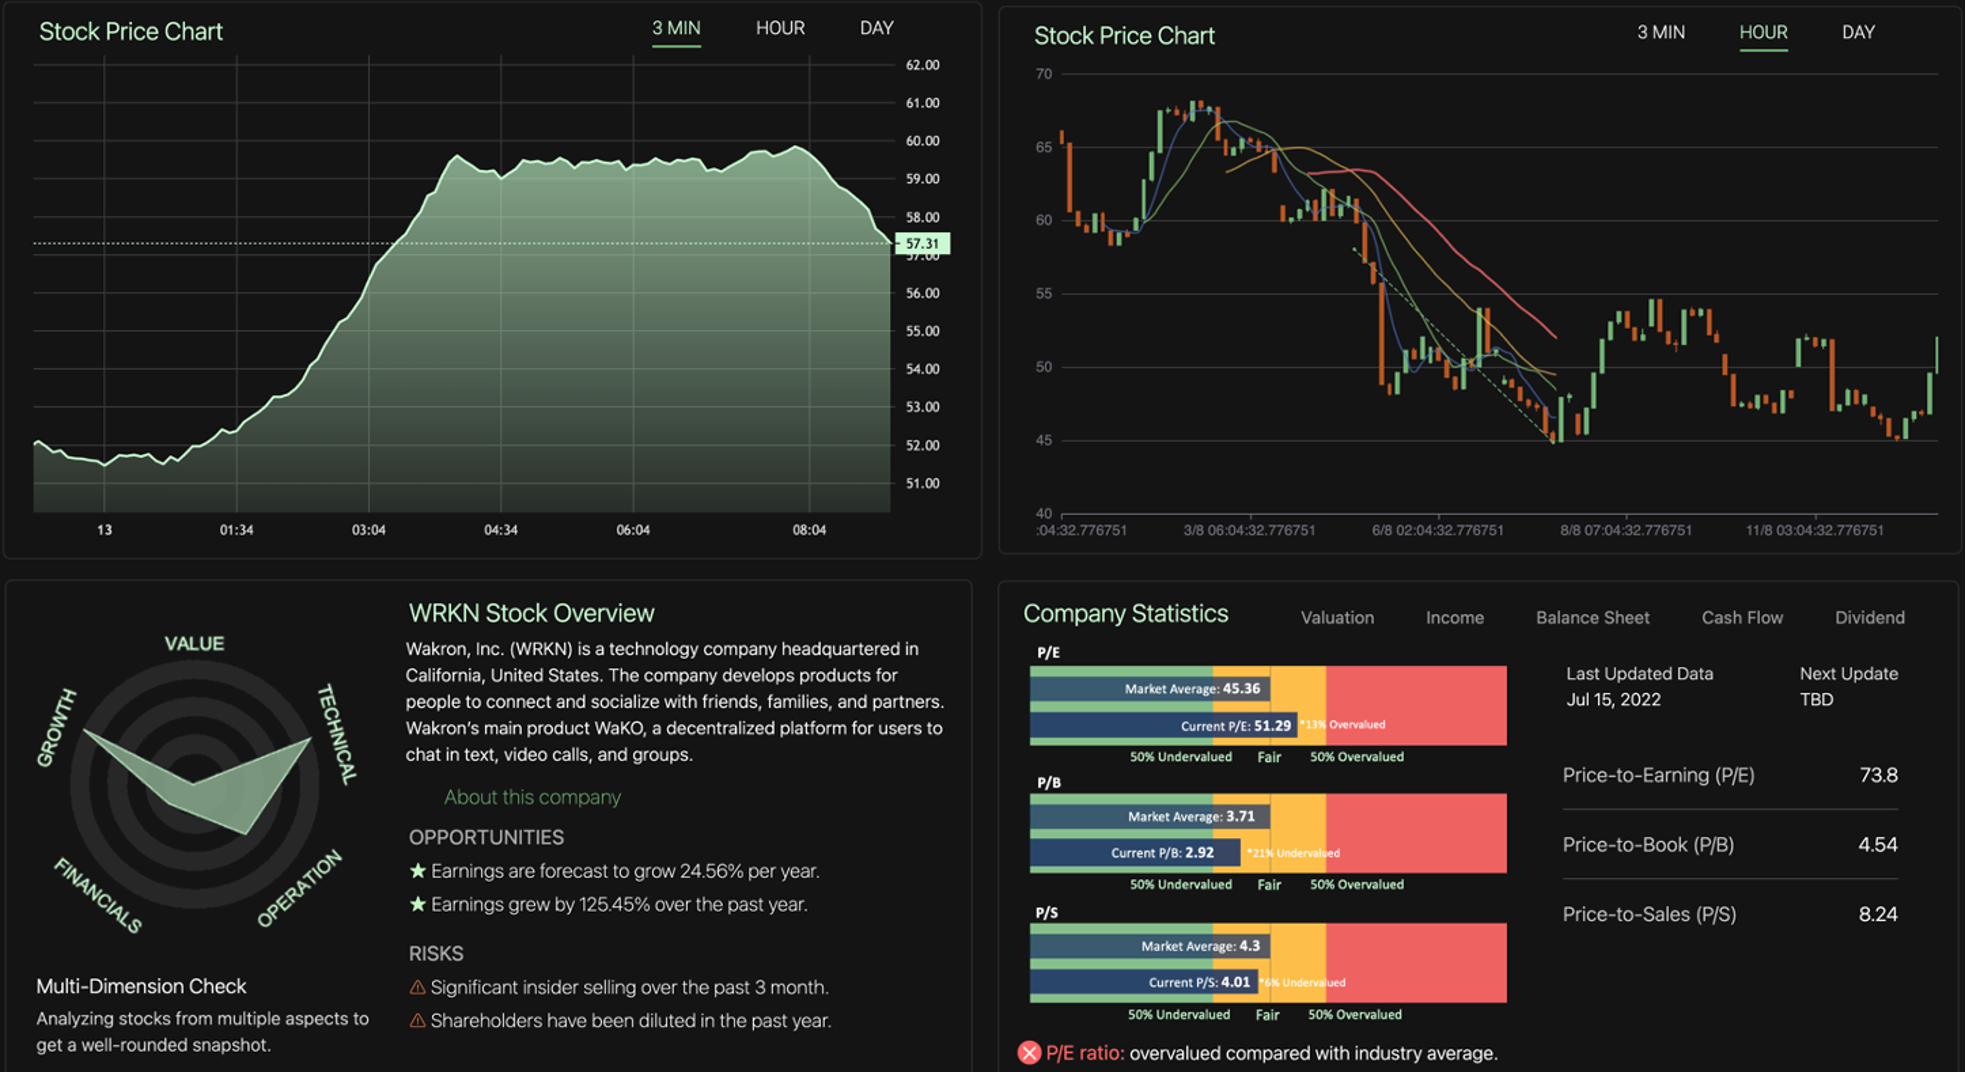 Stock Price Chart
3 MIN
HOUR
DAY
62.00
61.00
60.00
59.00
58.00
57.31
57.00
56.00
55.00
54.00
53.00
52.00
51.00
13
01:34
03:04
04:34
06:04
08:04
Stock Price Chart
3 MIN
HOUR
DAY
70
65
60
55
50
45
40
:04:32.776751
3/8 06:04:32.776751
6/8 02:04:32.776751
8/8 07:04:32.776751
11/8 03:04:32.776751
VALUE
TECHNICAL
OPERATION
FINANCIALS
GROWTH
Multi-Dimension Check
Analyzing stocks from multiple aspects to
get a well-rounded snapshot.
WRKN Stock Overview
Wakron, Inc. (WRKN) is a technology company headquartered in
California, United States. The company develops products for
people to connect and socialize with friends, families, and partners.
Wakron's main product WaKO, a decentralized platform for users to
chat in text, video calls, and groups.
About this company
OPPORTUNITIES
Earnings are forecast to grow 24.56% per year.
Earnings grew by 125.45% over the past year.
RISKS
Significant insider selling over the past 3 month.
Shareholders have been diluted in the past year.
Company Statistics
Valuation
Income
Balance Sheet
Cash Flow
Dividend
P/E
Market Average: 45.36
Current P/E: 51.29 *13% Overvalued
50% Undervalued Fair 50% Overvalued
P/B
Market Average: 3.71
Current P/B: 2.92 *21% Undervalued
50% Undervalued Fair 50% Overvalued
P/S
Market Average: 4.3
Current P/S: 4.01 *6% Undervalued
50% Undervalued Fair 50% Overvalued
P/E ratio: overvalued compared with industry average.
Last Updated Data
Jul 15, 2022
Next Update
TBD
Price-to-Earning (P/E) 73.8
Price-to-Book (P/B) 4.54
Price-to-Sales (P/S) 8.24